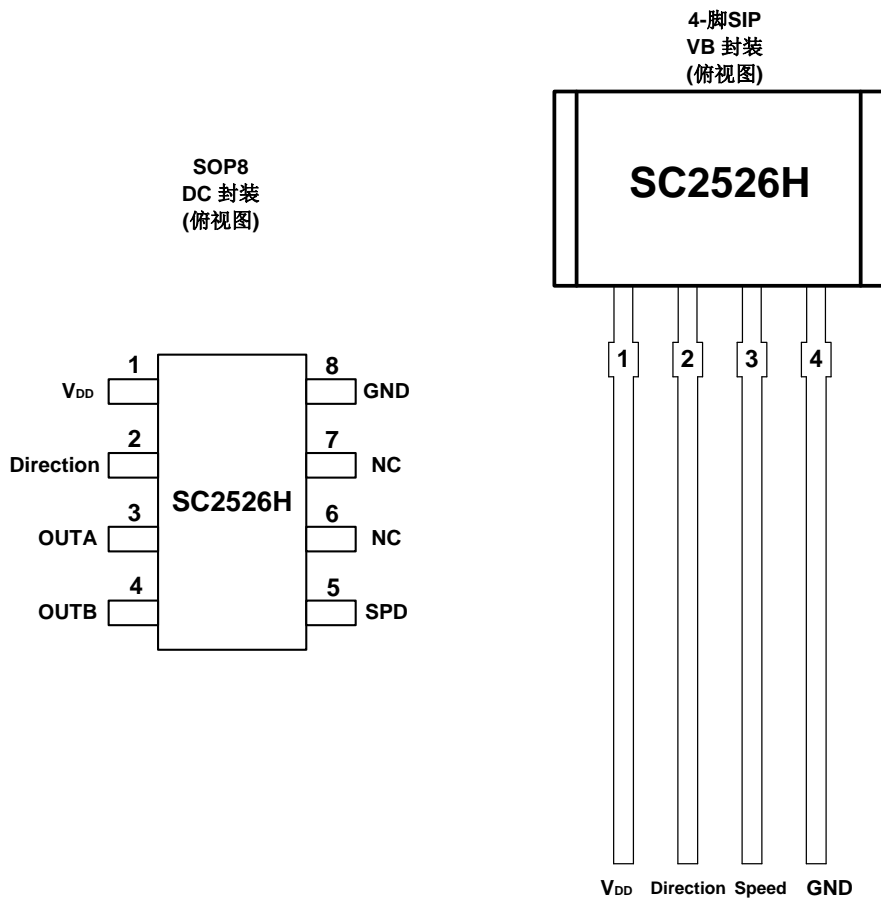 SOP8
DC 封装
(俯视图)
1
8
VDD
GND
2
7
Direction
NC
SC2526H
3
6
OUTA
NC
4
5
OUTB
SPD
4-脚SIP
VB 封装
(俯视图)
SC2526H
1 2 3 4
VDD Direction Speed GND